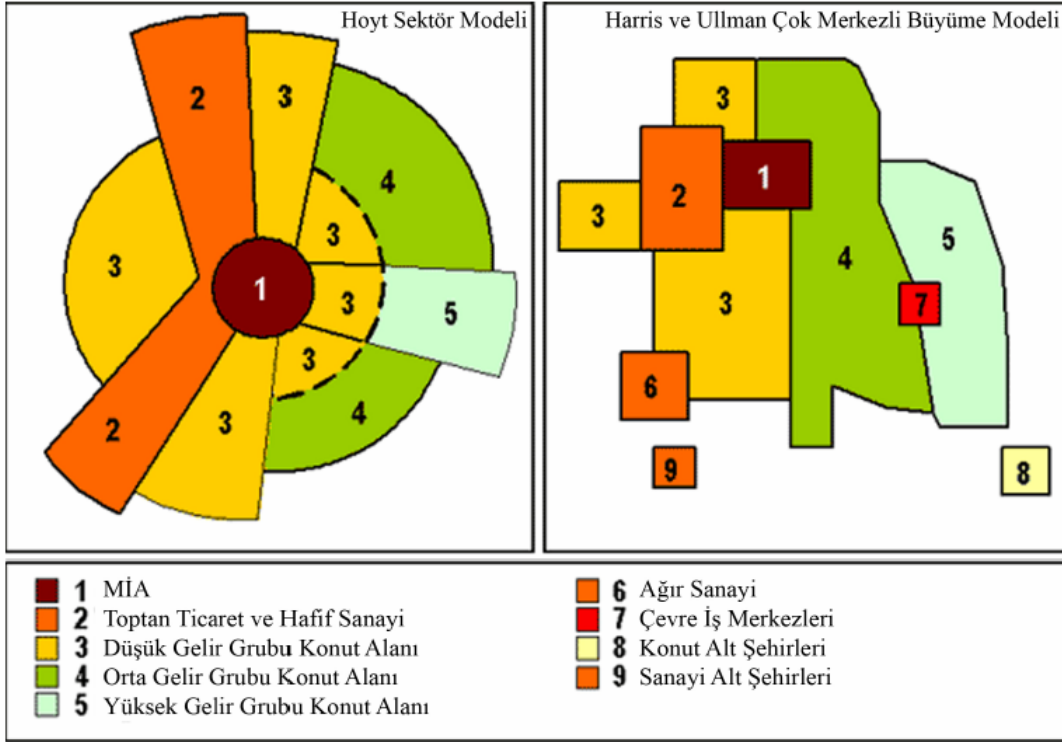 Hoyt Sektör Modeli
2
3
4
3
3
1
3
5
3
4
2
3
Harris ve Ullman Çok Merkezli Büyüme Modeli
3
1
2
3
5
4
3
7
6
9
8
1 MİA
2 Toptan Ticaret ve Hafif Sanayi
3 Düşük Gelir Grubu Konut Alanı
4 Orta Gelir Grubu Konut Alanı
5 Yüksek Gelir Grubu Konut Alanı
6 Ağır Sanayi
7 Çevre İş Merkezleri
8 Konut Alt Şehirleri
9 Sanayi Alt Şehirleri